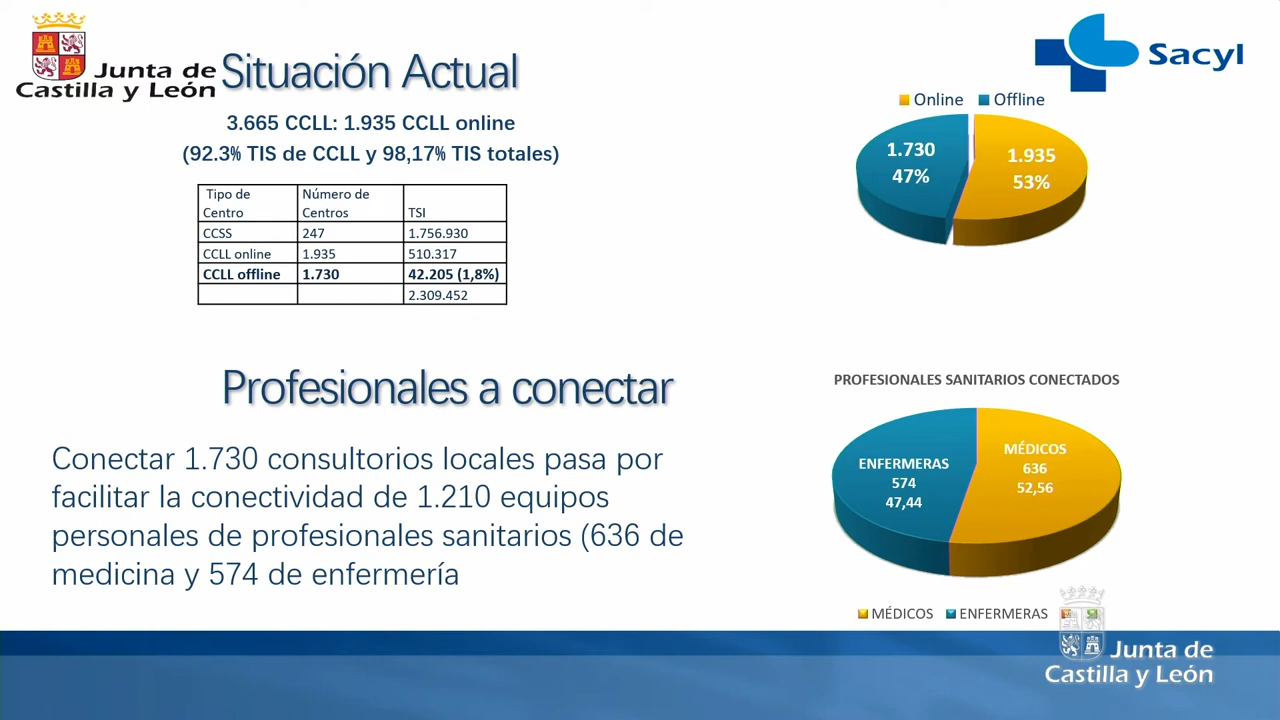 Junta de
Castilla y León
Situación Actual
3.665 CCLL: 1.935 CCLL online
(92.3% TIS de CCLL y 98,17% TIS totales)
Tipo de Centro Número de Centros TSI
CCSS 247 1.756.930
CCLL online 1.935 510.317
CCLL offline 1.730 42.205 (1,8%)
2.309.452
Sacyl
Online Offline
1.730
47%
1.935
53%
Profesionales a conectar
Conectar 1.730 consultorios locales pasa por
facilitar la conectividad de 1.210 equipos
personales de profesionales sanitarios (636 de
medicina y 574 de enfermería
PROFESIONALES SANITARIOS CONECTADOS
ENFERMERAS
574
47,44
MÉDICOS
636
52,56
MÉDICOS ENFERMERAS
Junta de
Castilla y León